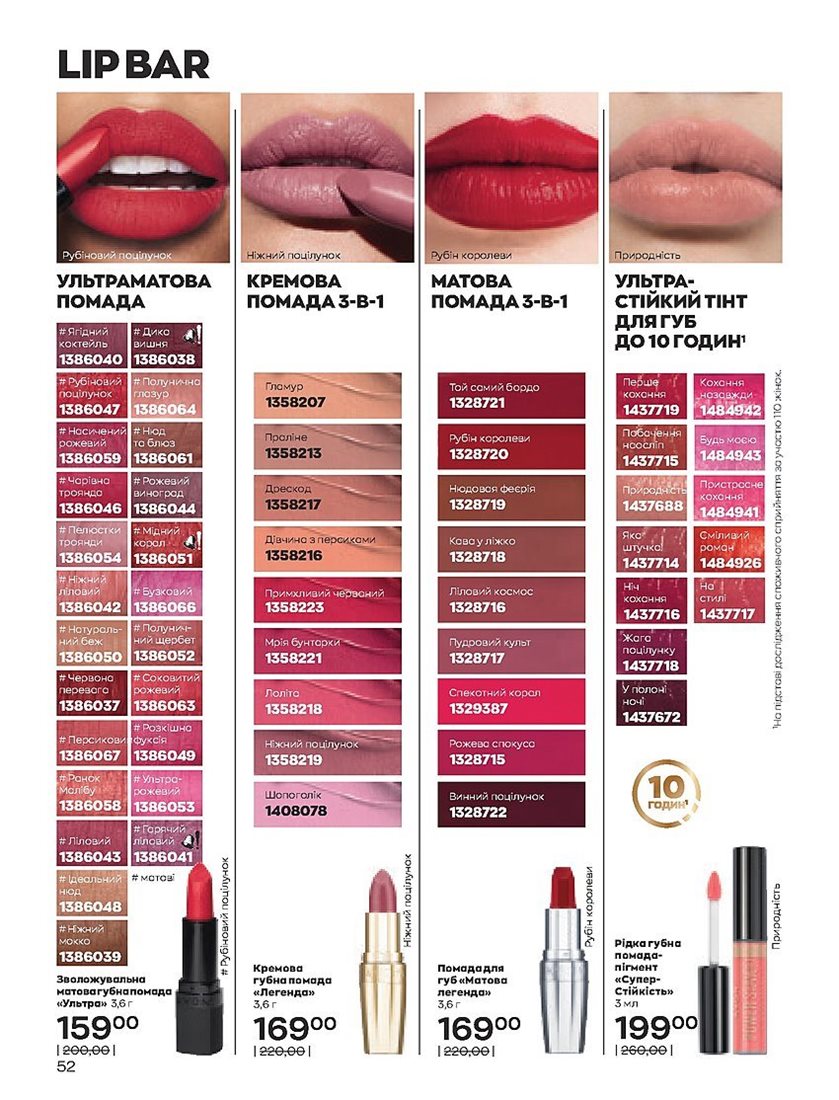 LIP BAR
Рубіновий поцілунок
УЛЬТРАМАТОВА
ПОМАДА
# Ягідний
коктейль
1386040
# Дика
вишня
1386038
# Рубіновий
поцілунок
1386047
# Полунична
глазур
1386064
# Насичений
рожевий
1386059
# Нюд
та блюз
1386061
# Чарівна
троянда
1386046
# Рожевий
виноград
1386044
# Пелюстки
троянди
1386054
# Мідний
корал
1386051
# Ніжний
ліловий
1386042
# Бузковий
1386066
# Натураль-
ний беж
1386050
# Полунич-
ний щербет
1386052
# Червона
перевага
1386037
# Соковитий
рожевий
1386063
# Персиковий
1386067
# Розкішна
фуксія
1386049
# Ранок
Малібу
1386058
# Ультра-
рожевий
1386053
# Ліловий
1386043
# Гарячий
ліловий
1386041
# Ідеальний
нюд
1386048
# матові
# Ніжний
мокко
1386039
# Рубіновий поцілунок
Зволожувальна
матова губна помада
«Ультра» 3,6 г
159⁰⁰
| 200,00 |
52
Ніжний поцілунок
КРЕМОВА
ПОМАДА 3-В-1
Гламур
1358207
Праліне
1358213
Дрескод
1358217
Дівчина з персиками
1358216
Примхливий червоний
1358223
Мрія бунтарки
1358221
Лоліта
1358218
Ніжний поцілунок
1358219
Шопоголік
1408078
Ніжний поцілунок
Кремова
губна помада
«Легенда»
3,6 г
169⁰⁰
| 220,00 |
Рубін королеви
МАТОВА
ПОМАДА 3-В-1
Той самий бордо
1328721
Рубін королеви
1328720
Нюдовая феєрія
1328719
Кава у ліжко
1328718
Ліловий космос
1328716
Пудровий культ
1328717
Спекотний корал
1329387
Рожева спокуса
1328715
Винний поцілунок
1328722
Рубін королеви
Помада для
губ «Матова
легенда»
3,6 г
169⁰⁰
| 220,00 |
Природність
УЛЬТРА-
СТІЙКИЙ ТІНТ
ДЛЯ ГУБ
ДО 10 ГОДИН¹
Перше
кохання
1437719
Кохання
назавжди
1484942
Побачення
наосліп
1437715
Будь моєю
1484943
Природність
1437688
Пристрасне
кохання
1484941
Яка
штучка!
1437714
Сміливий
роман
1484926
Ніч
кохання
1437716
На
стилі
1437717
Жага
поцілунку
1437718
У полоні
ночі
1437672
¹На підставі дослідження споживчого сприйняття за участю 110 жінок.
10
ГОДИН¹
Природність
Рідка губна
помада-
пігмент
«Супер-
Стійкість»
3 мл
199⁰⁰
| 260,00 |